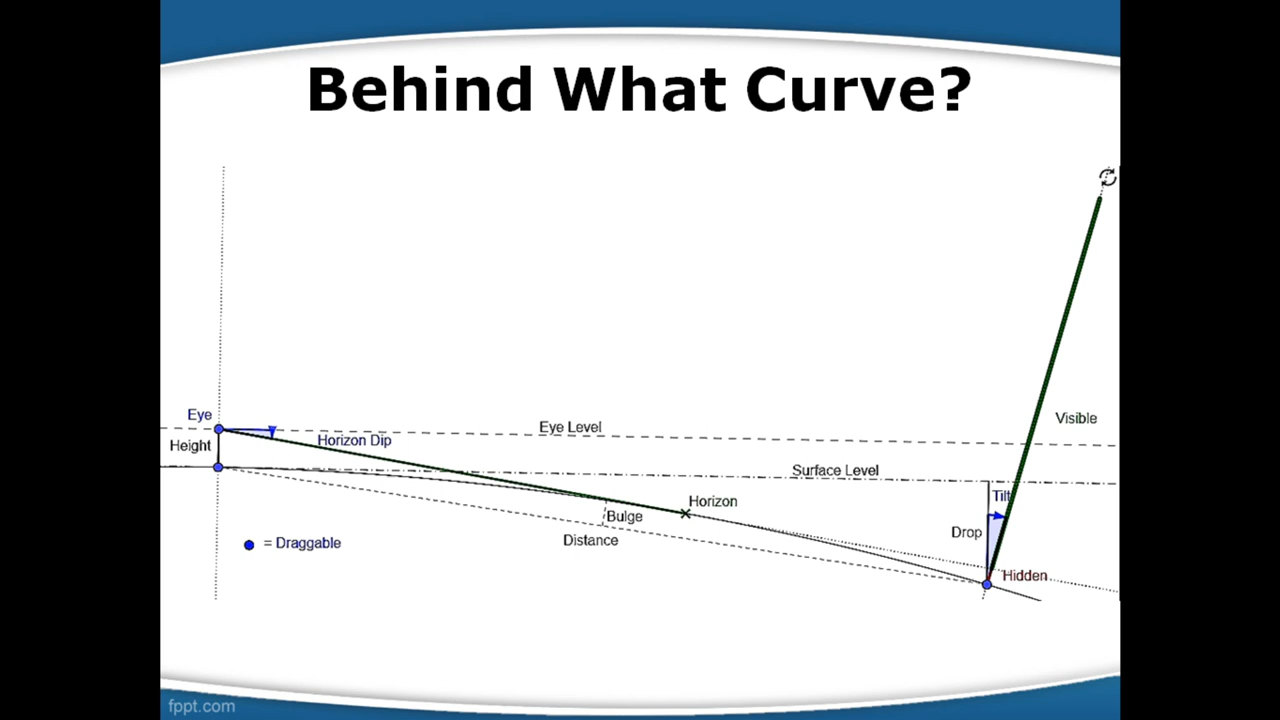 Behind What Curve?
Eye
Eye Level
Visible
Height
Horizon Dip
Surface Level
Tilt
Horizon
Bulge
Drop
Distance
= Draggable
Hidden
fppt.com